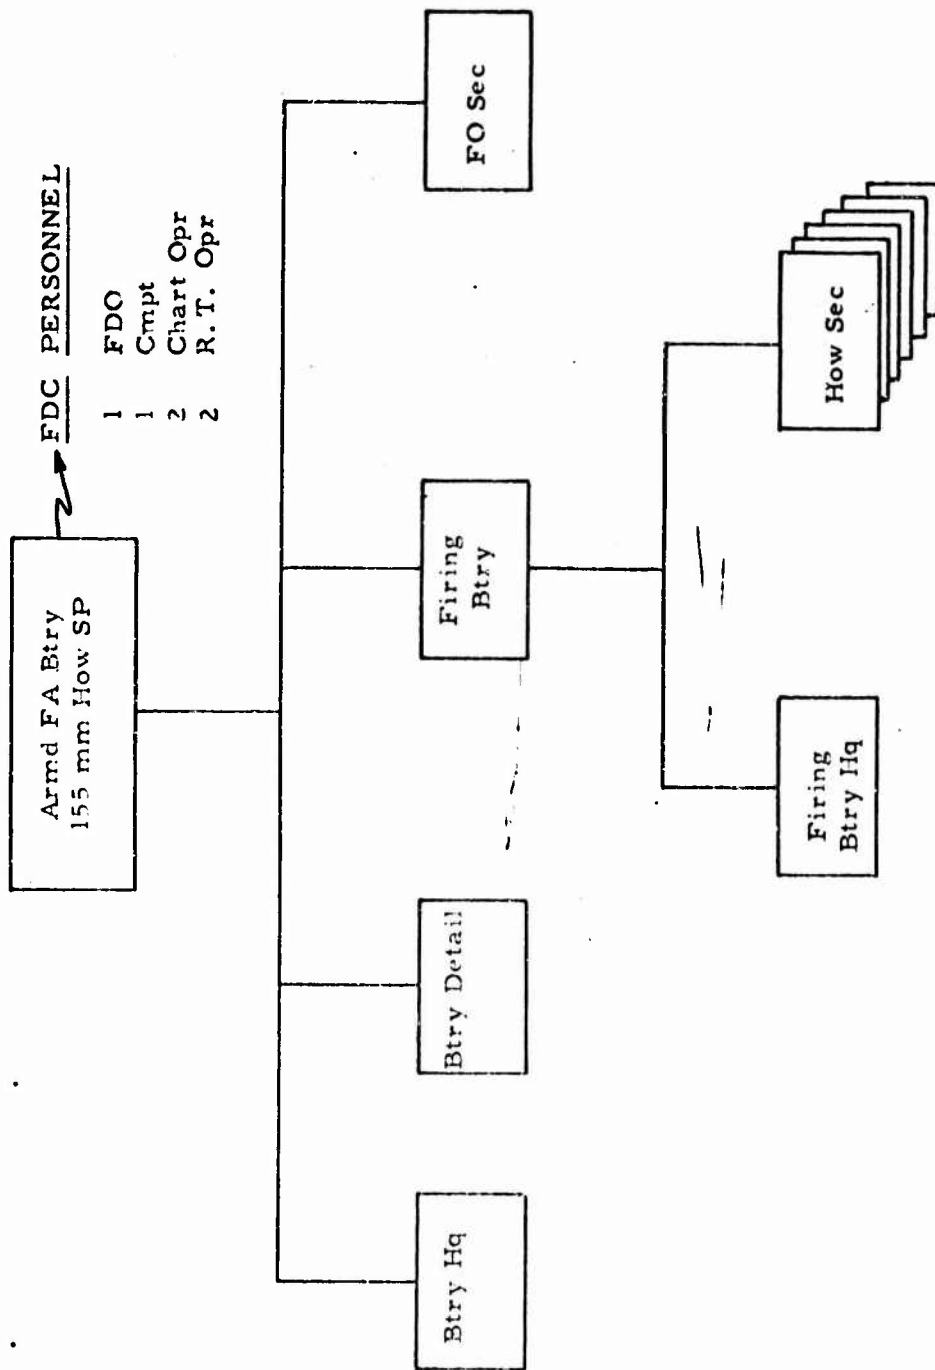 Armd FA Btry
155 mm How SP
FDC PERSONNEL
1 FDO
1 Cmpt
2 Chart Opr
2 R. T. Opr
Btry Hq
Btry Detail
Firing
Btry
FO Sec
Firing
Btry Hq
How Sec